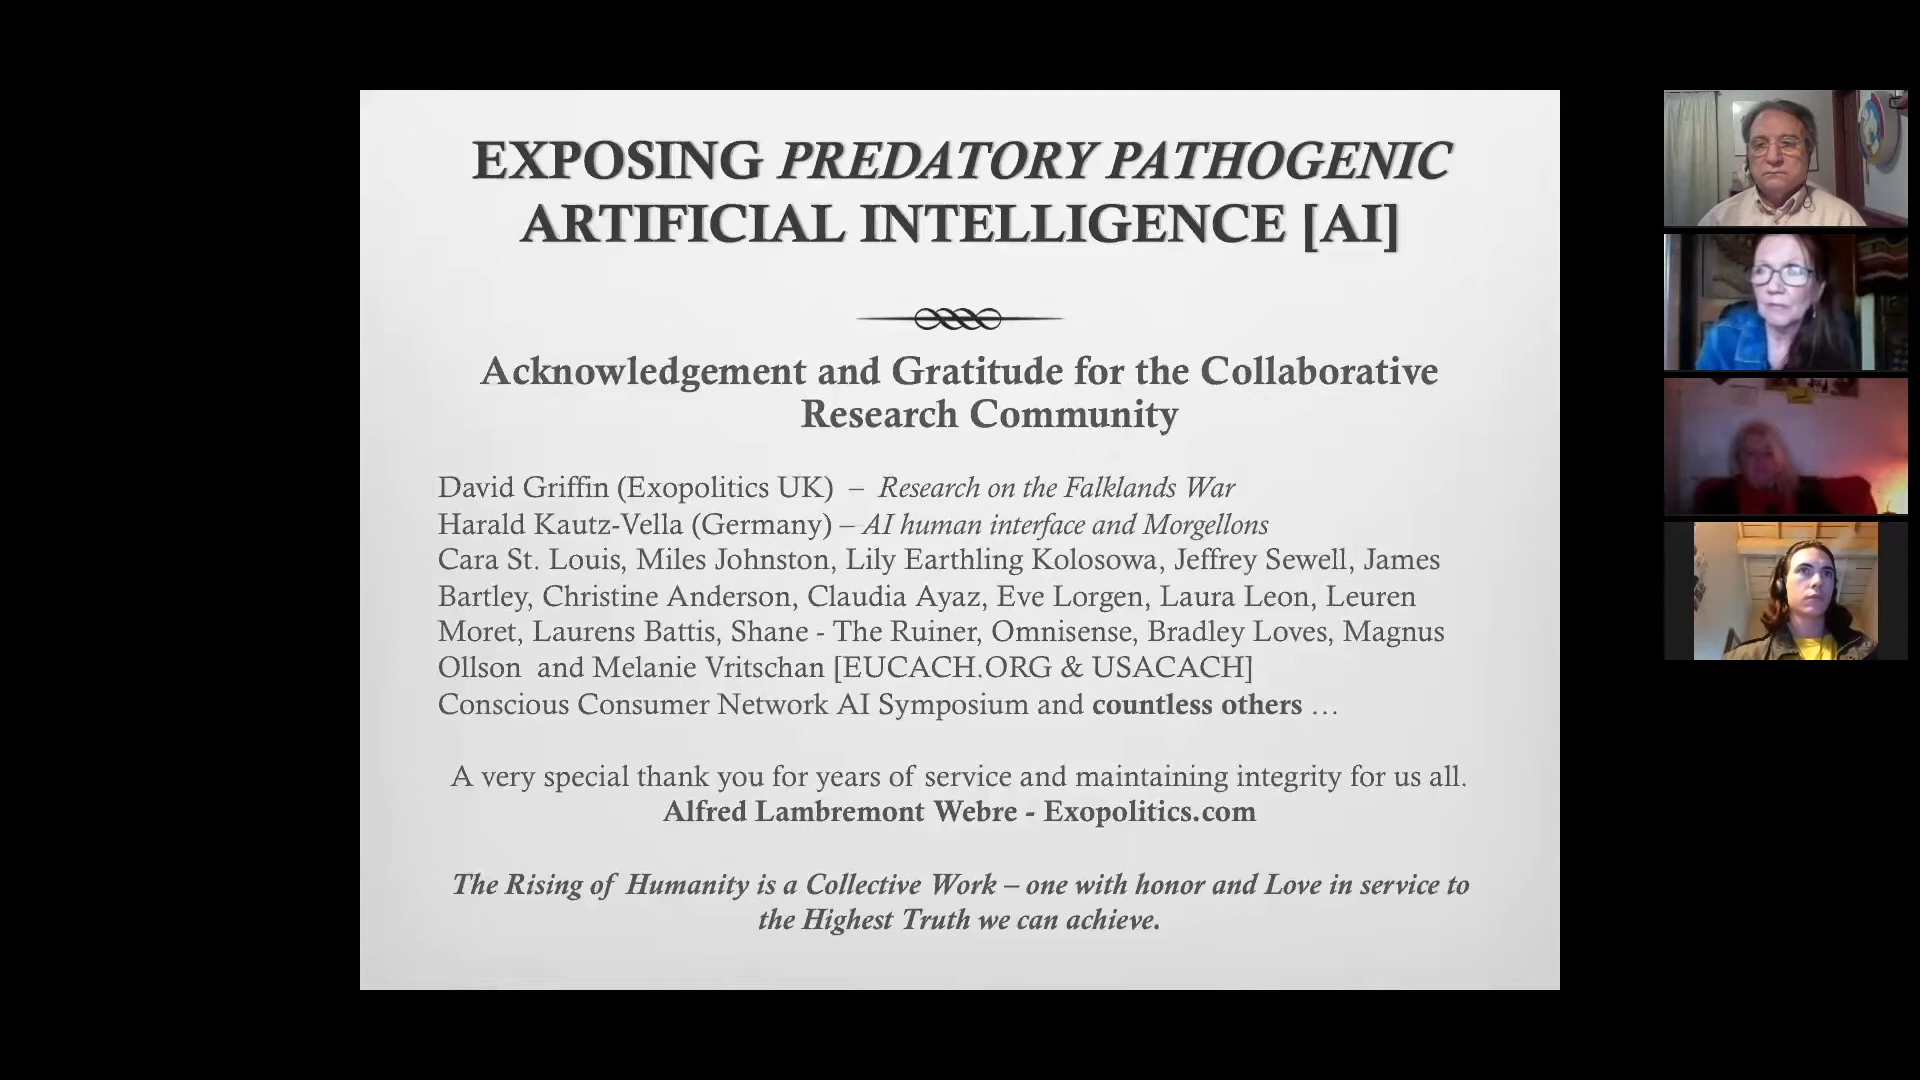 EXPOSING PREDATORY PATHOGENIC
ARTIFICIAL INTELLIGENCE [AI]
Acknowledgement and Gratitude for the Collaborative
Research Community
David Griffin (Exopolitics UK) – Research on the Falklands War
Harald Kautz-Vella (Germany) – AI human interface and Morgellons
Cara St. Louis, Miles Johnston, Lily Earthling Kolosowa, Jeffrey Sewell, James
Bartley, Christine Anderson, Claudia Ayaz, Eve Lorgen, Laura Leon, Leuren
Moret, Laurens Battis, Shane - The Ruiner, Omnisense, Bradley Loves, Magnus
Ollson and Melanie Vritschan [EUCACH.ORG & USACACH]
Conscious Consumer Network AI Symposium and countless others …
A very special thank you for years of service and maintaining integrity for us all.
Alfred Lambremont Webre - Exopolitics.com
The Rising of Humanity is a Collective Work – one with honor and Love in service to
the Highest Truth we can achieve.